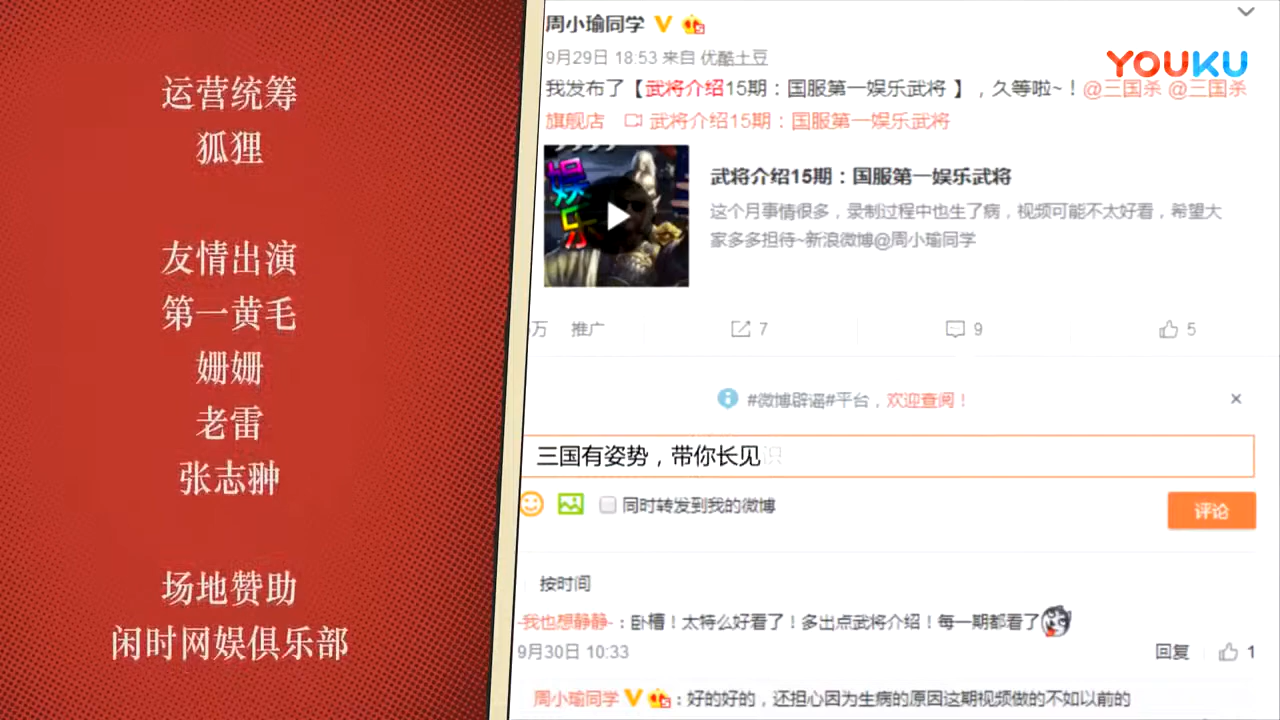 运营统筹
狐狸
友情出演
第一黄毛
姗姗
老雷
张志翀
场地赞助
闲时网娱俱乐部
周小瑜同学
9月29日 18:53 来自 优酷土豆
YOUKU
我发布了【武将介绍15期：国服第一娱乐武将 】，久等啦~！@三国杀 @三国杀
旗舰店 武将介绍15期：国服第一娱乐武将
娱乐
武将介绍15期：国服第一娱乐武将
这个月事情很多，录制过程中也生了病，视频可能不太好看，希望大
家多多担待~新浪微博@周小瑜同学
万 推广 7 9 5
#微博辟谣#平台，欢迎查阅！
三国有姿势，带你长见识
同时转发到我的微博
评论
按时间
-我也想静静-：卧槽！太特么好看了！多出点武将介绍！每一期都看了
9月30日 10:33 回复 1
周小瑜同学：好的好的，还担心因为生病的原因这期视频做的不如以前的